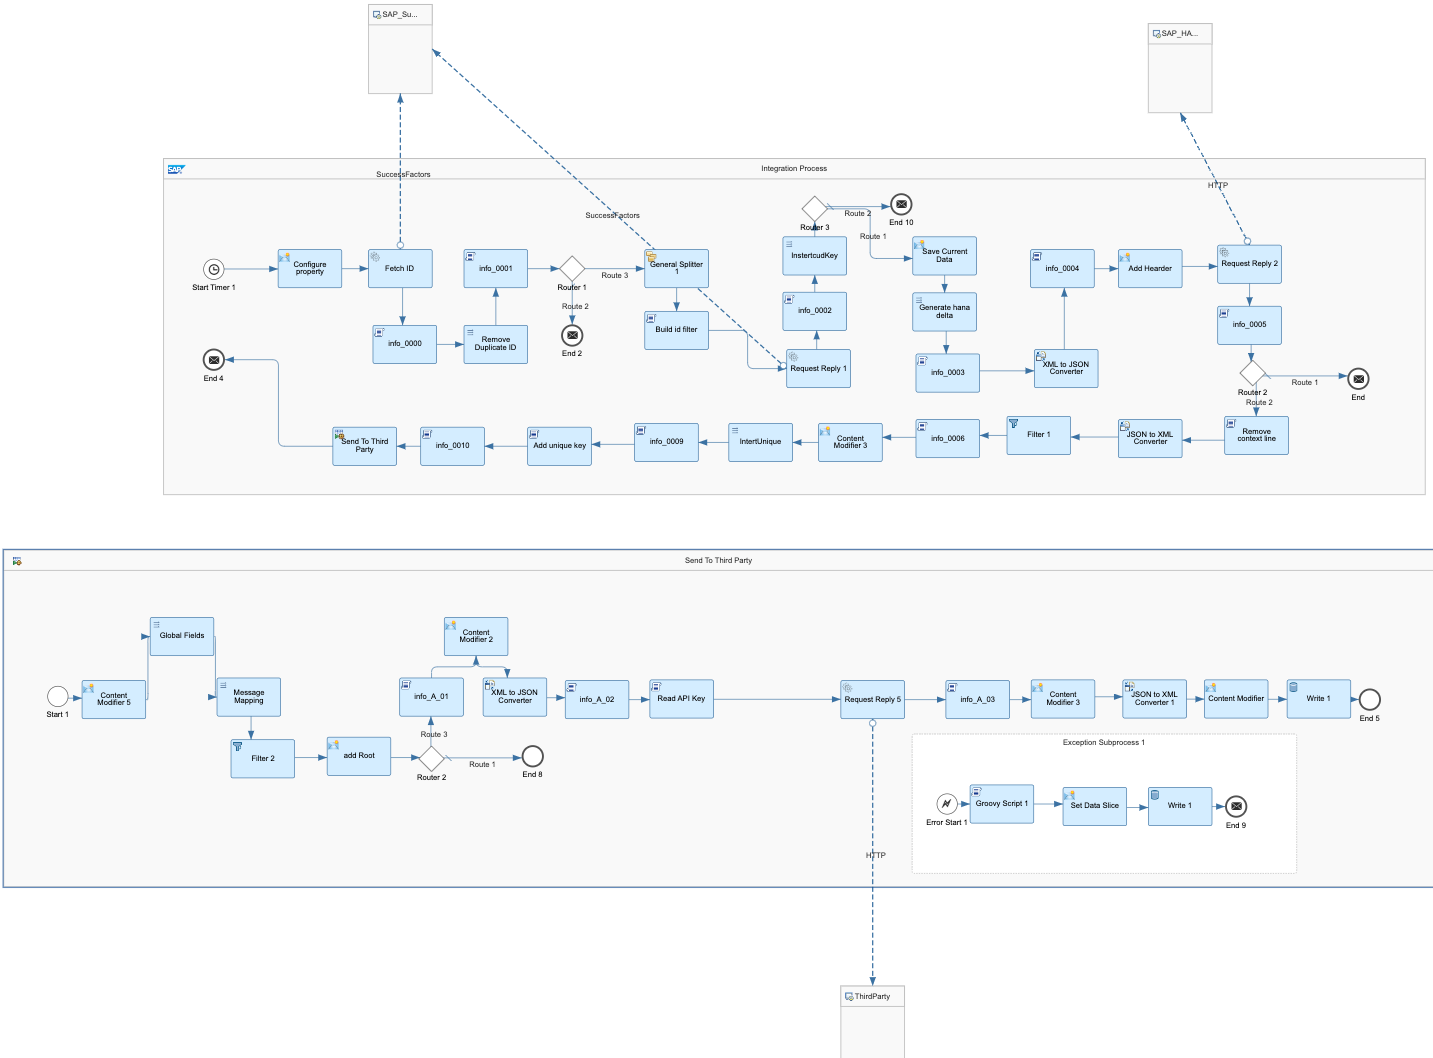 SAP_Su...
SAP_HA...
SAP
Integration Process
SuccessFactors
HTTP
SuccessFactors
Start Timer 1
Configure
property
Fetch ID
info_0000
Remove
Duplicate ID
info_0001
Router 1
Route 3
Route 2
End 2
General Splitter
1
Build id filter
Request Reply 1
info_0002
InstertcudKey
Router 3
Route 2
End 10
Route 1
Save Current
Data
Generate hana
delta
info_0003
XML to JSON
Converter
info_0004
Add Hearder
Request Reply 2
info_0005
Router 2
Route 1
End
Route 2
Remove
context line
JSON to XML
Converter
Filter 1
info_0006
Content
Modifier 3
IntertUnique
info_0009
Add unique key
info_0010
Send To Third
Party
End 4
Send To Third Party
Start 1
Content
Modifier 5
Global Fields
Message
Mapping
Filter 2
add Root
Router 2
Route 1
End 8
Route 3
info_A_01
Content
Modifier 2
XML to JSON
Converter
info_A_02
Read API Key
Request Reply 5
info_A_03
Content
Modifier 3
JSON to XML
Converter 1
Content Modifier
Write 1
End 5
Exception Subprocess 1
Error Start 1
Groovy Script 1
Set Data Slice
Write 1
End 9
HTTP
ThirdParty